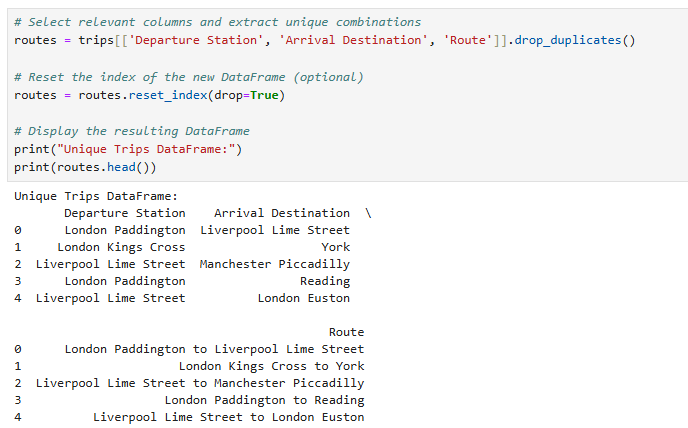 # Select relevant columns and extract unique combinations
routes = trips[['Departure Station', 'Arrival Destination', 'Route']].drop_duplicates()
# Reset the index of the new DataFrame (optional)
routes = routes.reset_index(drop=True)
# Display the resulting DataFrame
print("Unique Trips DataFrame:")
print(routes.head())
Unique Trips DataFrame:
Departure Station Arrival Destination \
0 London Paddington Liverpool Lime Street
1 London Kings Cross York
2 Liverpool Lime Street Manchester Piccadilly
3 London Paddington Reading
4 Liverpool Lime Street London Euston
Route
0 London Paddington to Liverpool Lime Street
1 London Kings Cross to York
2 Liverpool Lime Street to Manchester Piccadilly
3 London Paddington to Reading
4 Liverpool Lime Street to London Euston